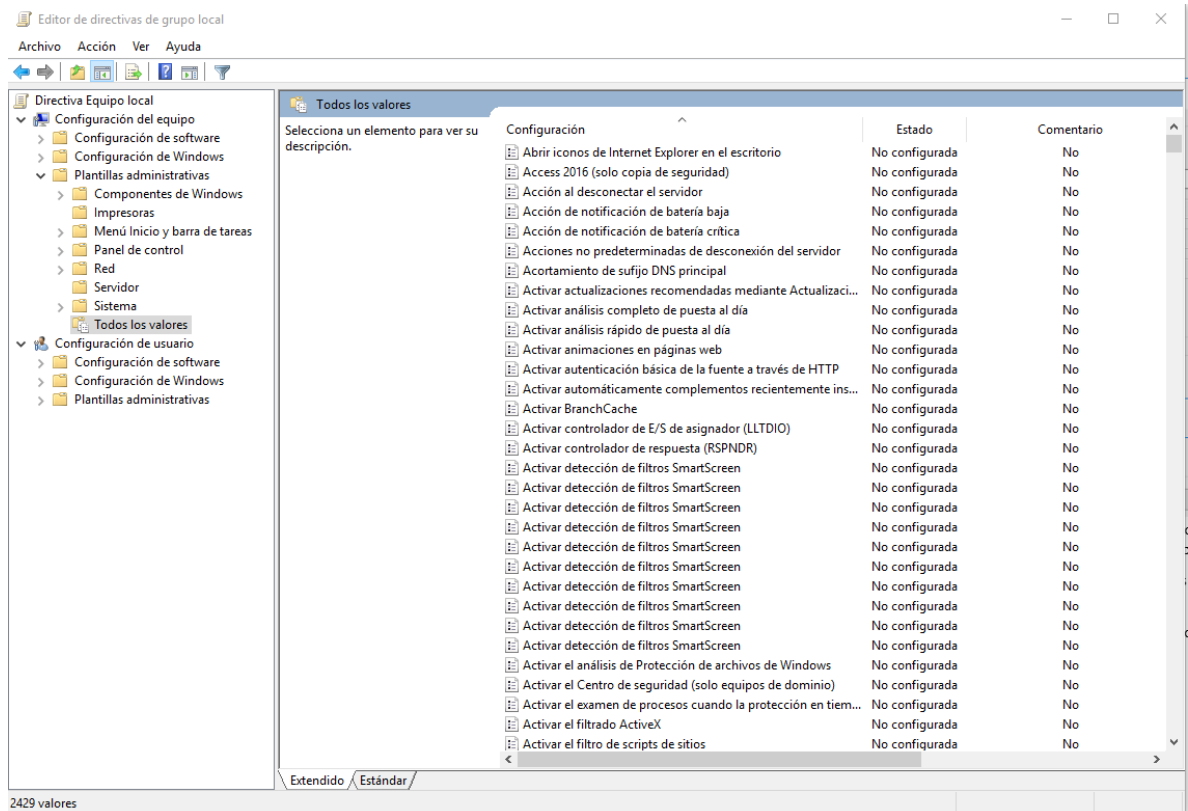 Editor de directivas de grupo local
Archivo Acción Ver Ayuda
Directiva Equipo local
Configuración del equipo
Configuración de software
Configuración de Windows
Plantillas administrativas
Componentes de Windows
Impresoras
Menú Inicio y barra de tareas
Panel de control
Red
Servidor
Sistema
Todos los valores
Configuración de usuario
Configuración de software
Configuración de Windows
Plantillas administrativas
Todos los valores
Selecciona un elemento para ver su
descripción.
Configuración Estado Comentario
Abrir iconos de Internet Explorer en el escritorio No configurada No
Access 2016 (solo copia de seguridad) No configurada No
Acción al desconectar el servidor No configurada No
Acción de notificación de batería baja No configurada No
Acción de notificación de batería crítica No configurada No
Acciones no predeterminadas de desconexión del servidor No configurada No
Acortamiento de sufijo DNS principal No configurada No
Activar actualizaciones recomendadas mediante Actualizaci... No configurada No
Activar análisis completo de puesta al día No configurada No
Activar análisis rápido de puesta al día No configurada No
Activar animaciones en páginas web No configurada No
Activar autenticación básica de la fuente a través de HTTP No configurada No
Activar automáticamente complementos recientemente ins... No configurada No
Activar BranchCache No configurada No
Activar controlador de E/S de asignador (LLTDIO) No configurada No
Activar controlador de respuesta (RSPNDR) No configurada No
Activar detección de filtros SmartScreen No configurada No
Activar detección de filtros SmartScreen No configurada No
Activar detección de filtros SmartScreen No configurada No
Activar detección de filtros SmartScreen No configurada No
Activar detección de filtros SmartScreen No configurada No
Activar detección de filtros SmartScreen No configurada No
Activar detección de filtros SmartScreen No configurada No
Activar detección de filtros SmartScreen No configurada No
Activar detección de filtros SmartScreen No configurada No
Activar detección de filtros SmartScreen No configurada No
Activar el análisis de Protección de archivos de Windows No configurada No
Activar el Centro de seguridad (solo equipos de dominio) No configurada No
Activar el examen de procesos cuando la protección en tiem... No configurada No
Activar el filtrado ActiveX No configurada No
Activar el filtro de scripts de sitios No configurada No
Extendido Estándar
2429 valores